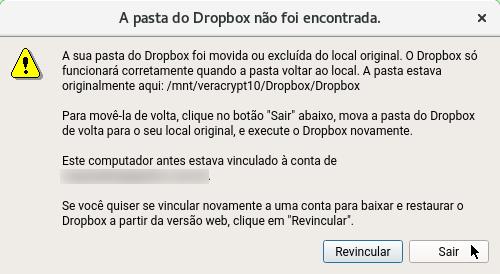 A pasta do Dropbox não foi encontrada.
A sua pasta do Dropbox foi movida ou excluída do local original. O Dropbox só
funcionará corretamente quando a pasta voltar ao local. A pasta estava
originalmente aqui: /mnt/veracrypt10/Dropbox/Dropbox
Para movê-la de volta, clique no botão "Sair" abaixo, mova a pasta do Dropbox
de volta para o seu local original, e execute o Dropbox novamente.
Este computador antes estava vinculado à conta de
.
Se você quiser se vincular novamente a uma conta para baixar e restaurar o
Dropbox a partir da versão web, clique em "Revincular".
Revincular
Sair